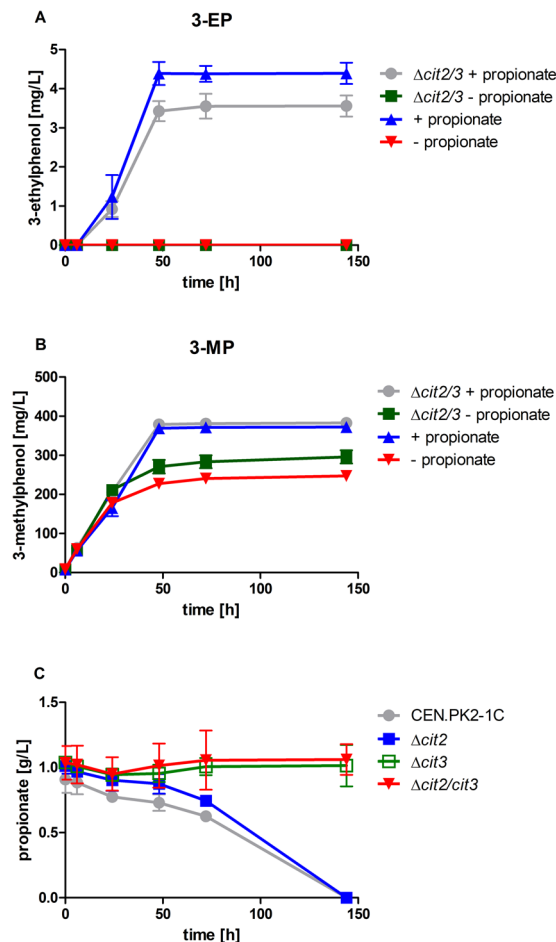 A
3-EP
3-ethylphenol [mg/L]
5
4
3
2
1
0
0
50
100
150
time [h]
Δcit2/3 + propionate
Δcit2/3 - propionate
+ propionate
- propionate
B
3-MP
3-methylphenol [mg/L]
500
400
300
200
100
0
0
50
100
150
time [h]
Δcit2/3 + propionate
Δcit2/3 - propionate
+ propionate
- propionate
C
propionate [g/L]
1.5
1.0
0.5
0.0
0
50
100
150
time [h]
CEN.PK2-1C
Δcit2
Δcit3
Δcit2/cit3